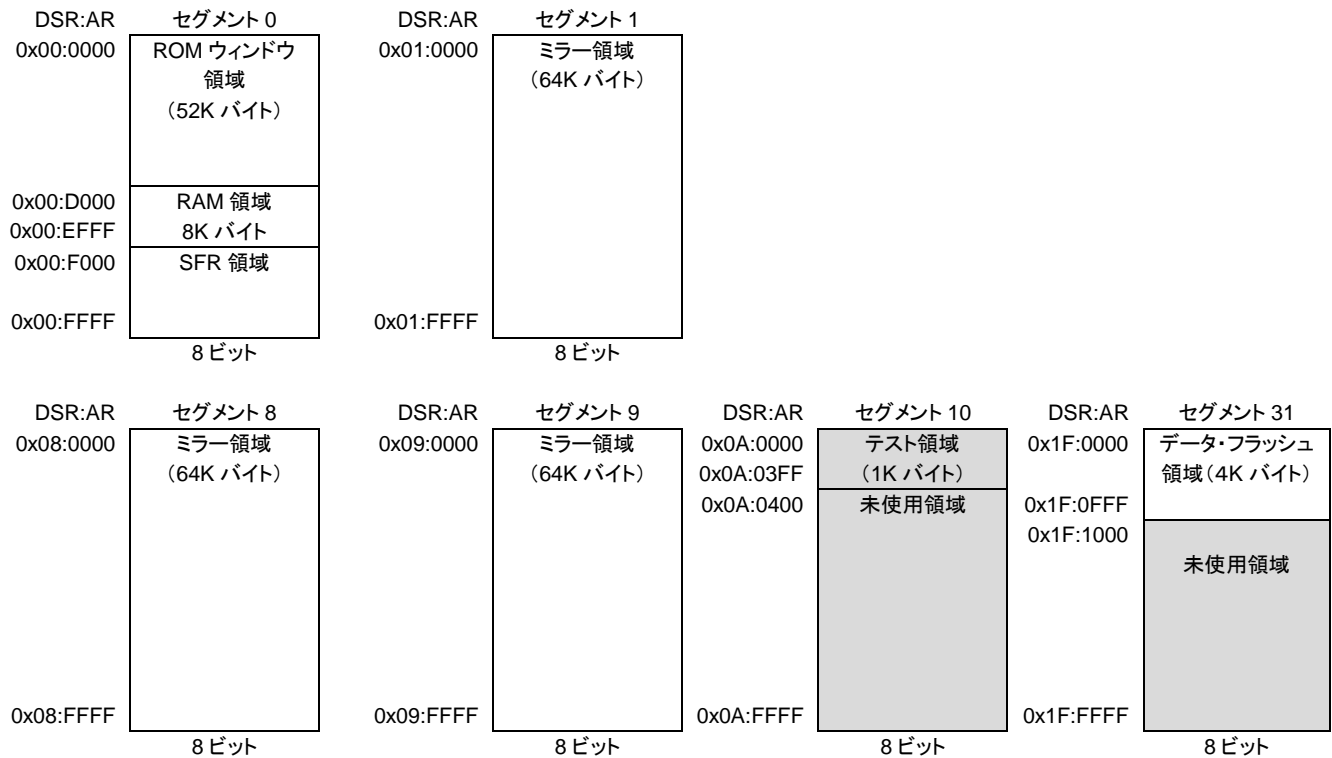 DSR:AR セグメント 0 DSR:AR セグメント 1
0x00:0000 ROM ウィンドウ 0x01:0000 ミラー領域
領域 （64K バイト）
（52K バイト）
0x00:D000 RAM 領域
0x00:EFFF 8K バイト
0x00:F000 SFR 領域
0x00:FFFF 0x01:FFFF
8 ビット 8 ビット
DSR:AR セグメント 8 DSR:AR セグメント 9 DSR:AR セグメント 10 DSR:AR セグメント 31
0x08:0000 ミラー領域 0x09:0000 ミラー領域 0x0A:0000 テスト領域 0x1F:0000 データ・フラッシュ
（64K バイト） （64K バイト） 0x0A:03FF （1K バイト） 領域（4K バイト）
0x0A:0400 未使用領域 0x1F:0FFF
0x1F:1000
未使用領域
0x08:FFFF 0x09:FFFF 0x0A:FFFF 0x1F:FFFF
8 ビット 8 ビット 8 ビット 8 ビット